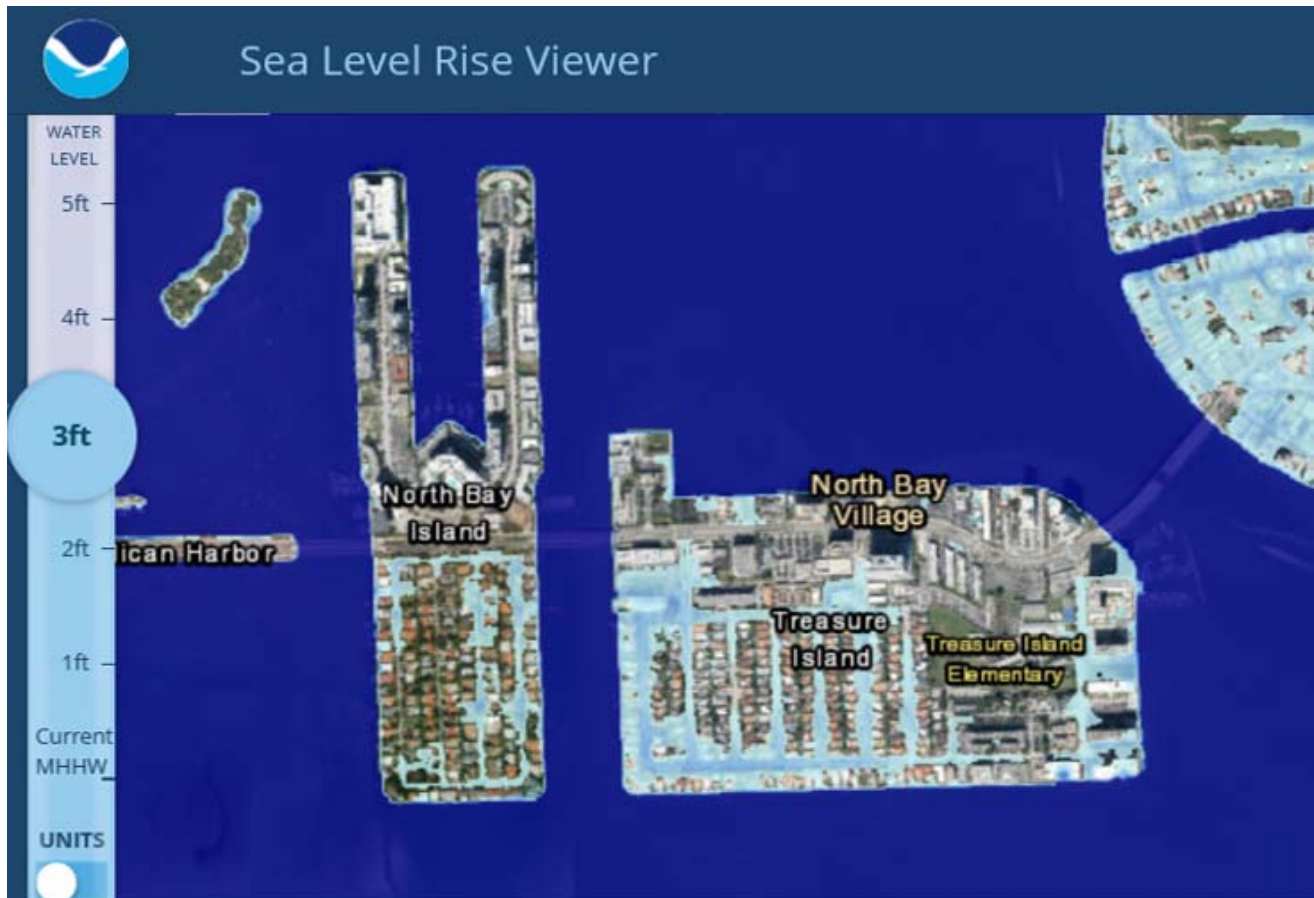 Sea Level Rise Viewer
WATER
LEVEL
5ft
4ft
3ft
2ft
1ft
Current
MHHW
UNITS
North Bay
Island
ican Harbor
North Bay
Village
Treasure
Island
Treasure Island
Elementary